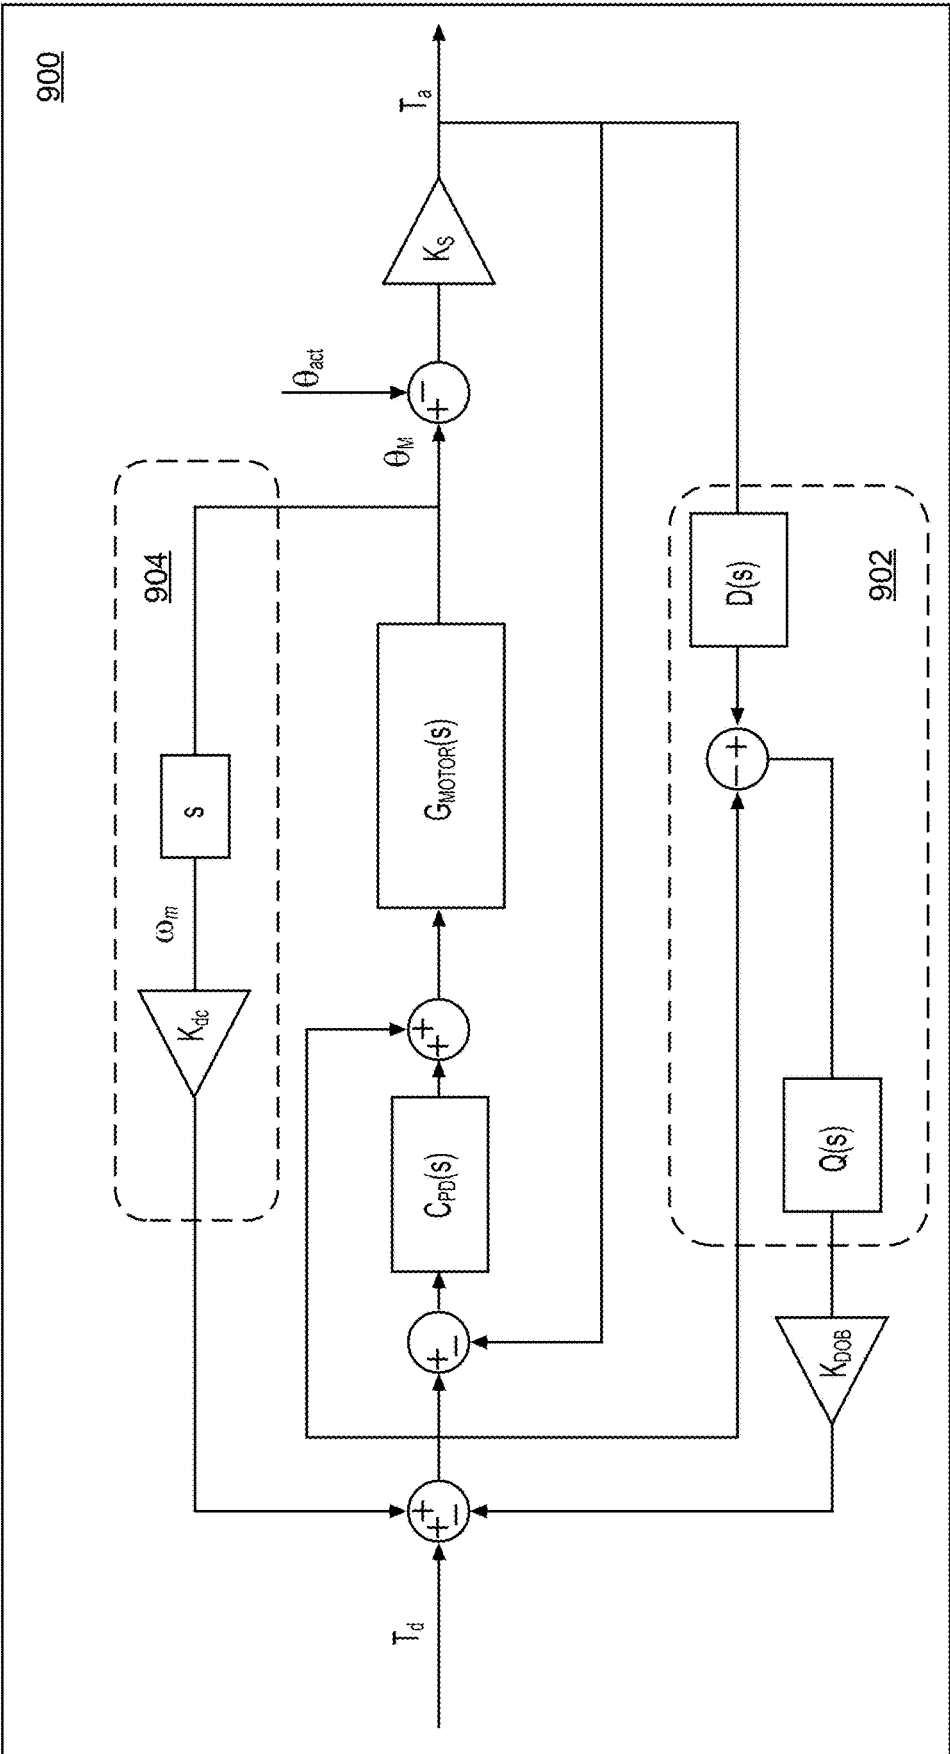 900
904
s
ωm
Kdc
Td
+
+
−
+
−
CPD(s)
+
+
GMOTOR(s)
θM
θact
+
−
KS
Ta
D(s)
+
−
902
Q(s)
KDOB